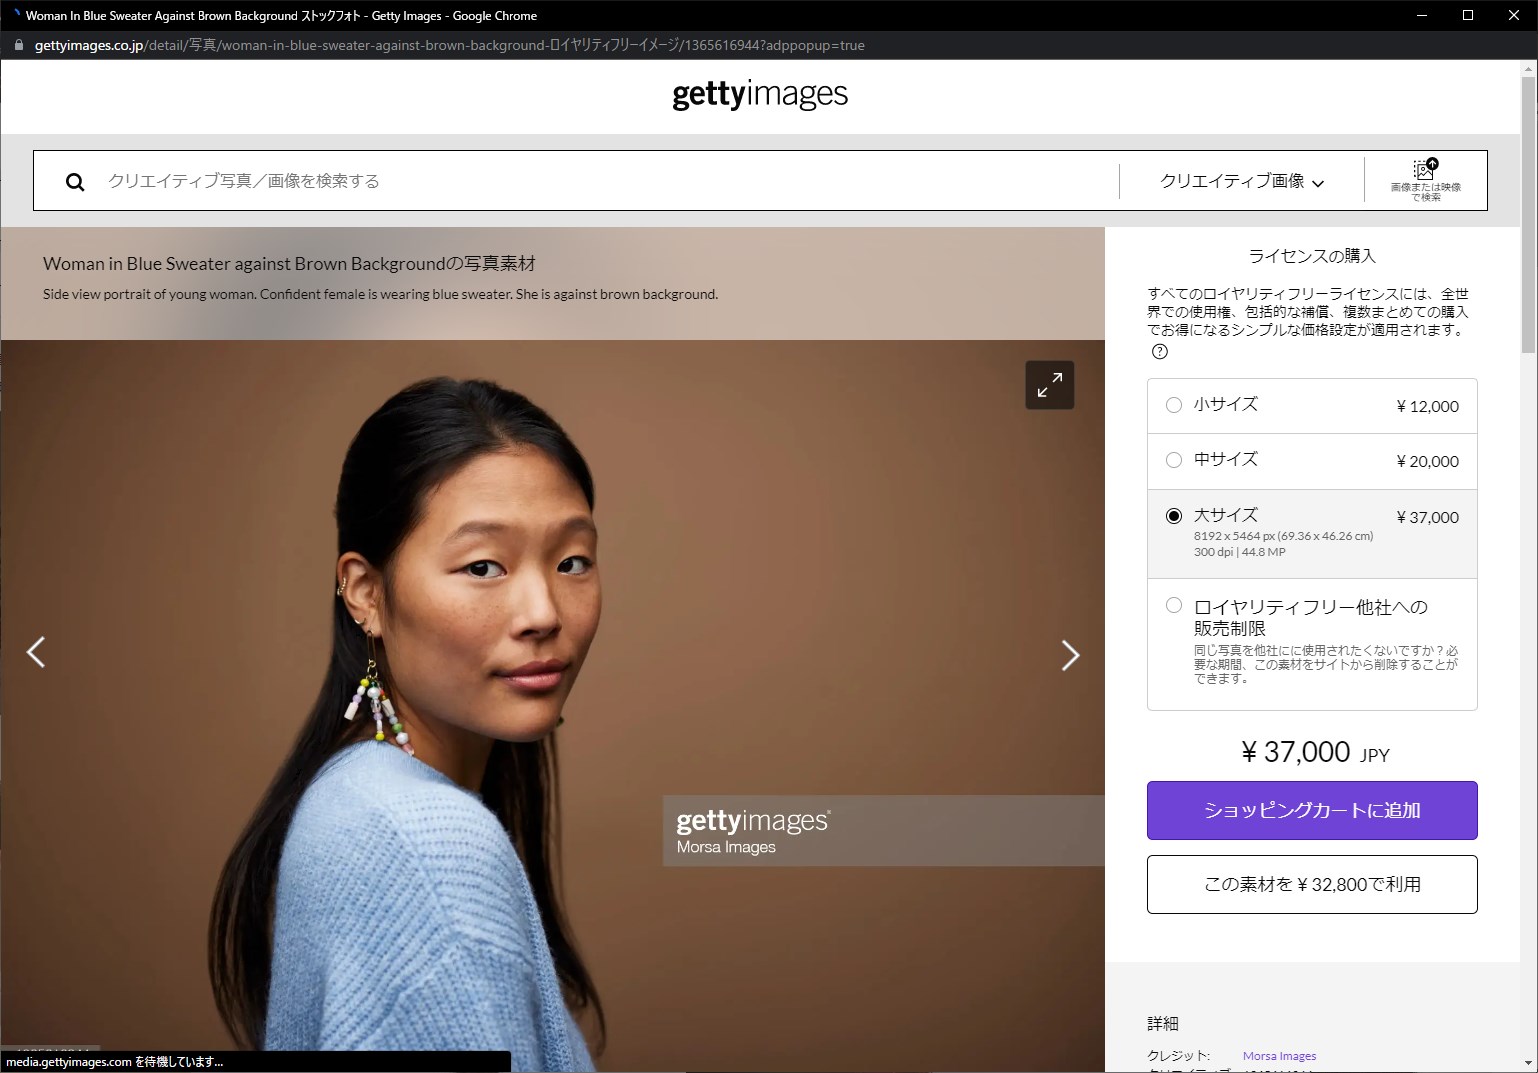 Woman In Blue Sweater Against Brown Background ストックフォト - Getty Images - Google Chrome
gettyimages.co.jp/detail/写真/woman-in-blue-sweater-against-brown-background-ロイヤリティフリーイメージ/1365616944?adppopup=true
gettyimages
クリエイティブ写真／画像を検索する
クリエイティブ画像
画像または映像
で検索
Woman in Blue Sweater against Brown Backgroundの写真素材
Side view portrait of young woman. Confident female is wearing blue sweater. She is against brown background.
gettyimages®
Morsa Images
ライセンスの購入
すべてのロイヤリティフリーライセンスには、全世
界での使用権、包括的な補償、複数まとめての購入
でお得になるシンプルな価格設定が適用されます。
?
小サイズ ¥ 12,000
中サイズ ¥ 20,000
大サイズ ¥ 37,000
8192 x 5464 px (69.36 x 46.26 cm)
300 dpi | 44.8 MP
ロイヤリティフリー他社への
販売制限
同じ写真を他社にに使用されたくないですか？必
要な期間、この素材をサイトから削除することが
できます。
¥ 37,000 JPY
ショッピングカートに追加
この素材を ¥ 32,800で利用
詳細
クレジット: Morsa Images
media.gettyimages.com を待機しています...